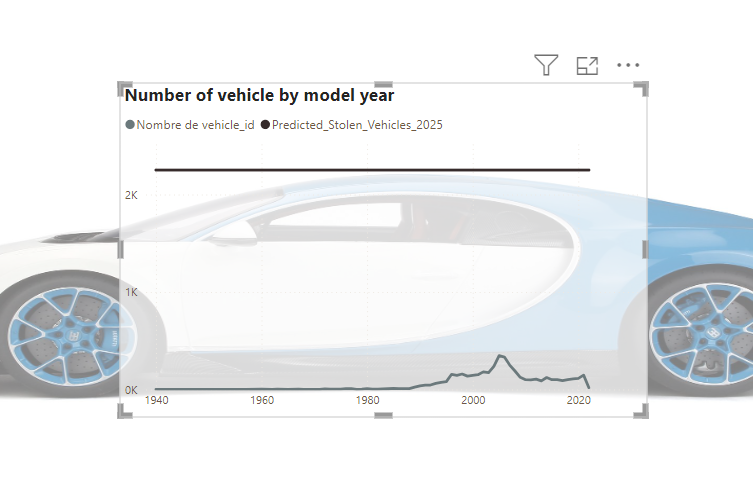 Number of vehicle by model year
Nombre de vehicle_id Predicted_Stolen_Vehicles_2025
2K
1K
0K
1940 1960 1980 2000 2020